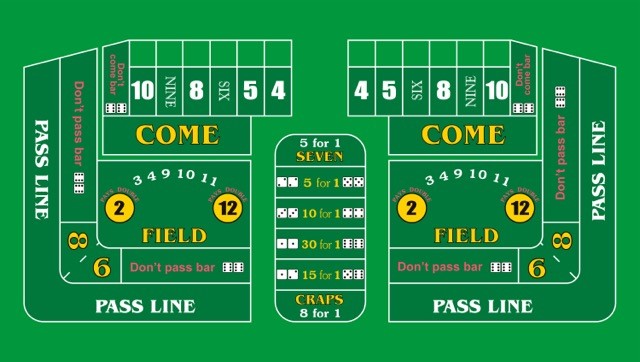 Don't come bar
10 NINE 8 SIX 5 4
COME
PASS LINE
Don't pass bar
3 4 9 10 11
PAYS DOUBLE 2
PAYS DOUBLE 12
FIELD
8
6
Don't pass bar
PASS LINE
5 for 1
SEVEN
5 for 1
10 for 1
30 for 1
15 for 1
CRAPS
8 for 1
4 5 SIX 8 NINE 10
Don't come bar
COME
Don't pass bar
PASS LINE
3 4 9 10 11
PAYS DOUBLE 2
PAYS DOUBLE 12
FIELD
8
6
Don't pass bar
PASS LINE